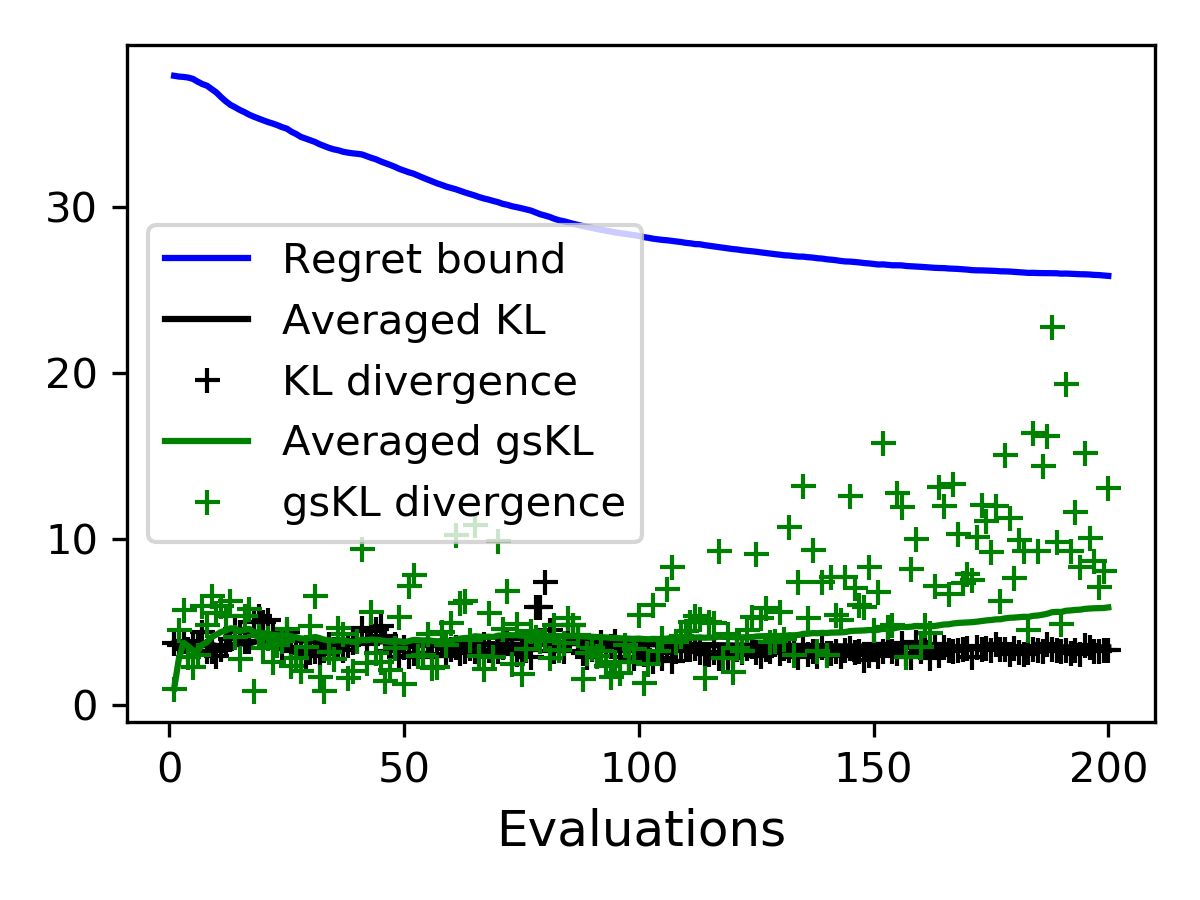 30
20
10
0
Regret bound
Averaged KL
KL divergence
Averaged gsKL
gsKL divergence
0 50 100 150 200
Evaluations